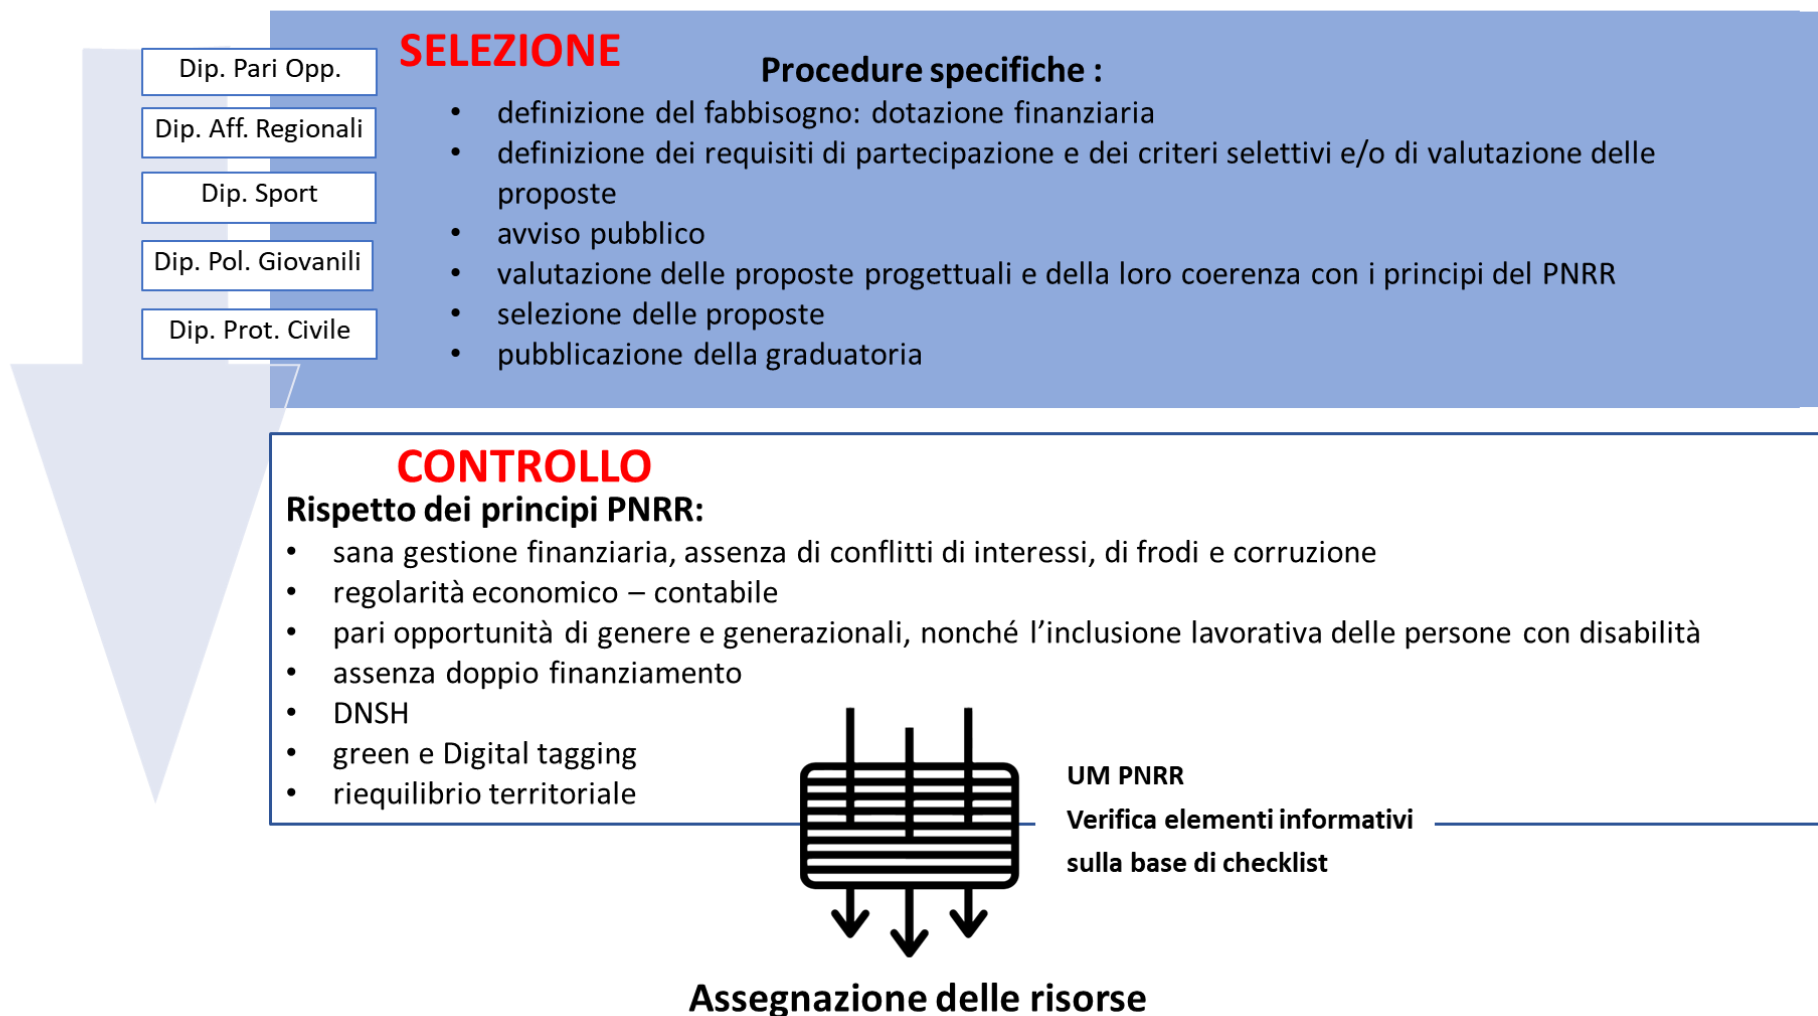 SELEZIONE
Dip. Pari Opp.
Dip. Aff. Regionali
Dip. Sport
Dip. Pol. Giovanili
Dip. Prot. Civile
Procedure specifiche :
• definizione del fabbisogno: dotazione finanziaria
• definizione dei requisiti di partecipazione e dei criteri selettivi e/o di valutazione delle
proposte
• avviso pubblico
• valutazione delle proposte progettuali e della loro coerenza con i principi del PNRR
• selezione delle proposte
• pubblicazione della graduatoria
CONTROLLO
Rispetto dei principi PNRR:
• sana gestione finanziaria, assenza di conflitti di interessi, di frodi e corruzione
• regolarità economico – contabile
• pari opportunità di genere e generazionali, nonché l’inclusione lavorativa delle persone con disabilità
• assenza doppio finanziamento
• DNSH
• green e Digital tagging
• riequilibrio territoriale
UM PNRR
Verifica elementi informativi
sulla base di checklist
Assegnazione delle risorse